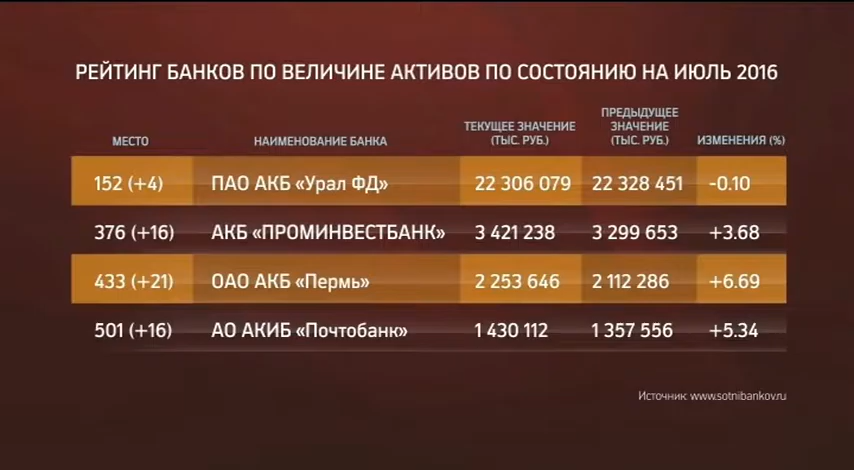 РЕЙТИНГ БАНКОВ ПО ВЕЛИЧИНЕ АКТИВОВ ПО СОСТОЯНИЮ НА ИЮЛЬ 2016
МЕСТО НАИМЕНОВАНИЕ БАНКА ТЕКУЩЕЕ ЗНАЧЕНИЕ (ТЫС. РУБ.) ПРЕДЫДУЩЕЕ ЗНАЧЕНИЕ (ТЫС. РУБ.) ИЗМЕНЕНИЯ (%)
152 (+4) ПАО АКБ «Урал ФД» 22 306 079 22 328 451 -0.10
376 (+16) АКБ «ПРОМИНВЕСТБАНК» 3 421 238 3 299 653 +3.68
433 (+21) ОАО АКБ «Пермь» 2 253 646 2 112 286 +6.69
501 (+16) АО АКИБ «Почтобанк» 1 430 112 1 357 556 +5.34
Источник: www.sotnibankov.ru